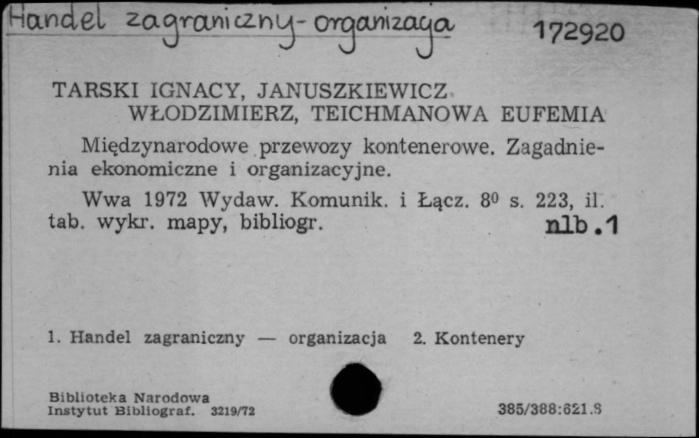 Handel zagraniczny - organizacja
172920
TARSKI IGNACY, JANUSZKIEWICZ
WŁODZIMIERZ, TEICHMANOWA EUFEMIA
Międzynarodowe przewozy kontenerowe. Zagadnie-
nia ekonomiczne i organizacyjne.
Wwa 1972 Wydaw. Komunik. i Łącz. 8⁰ s. 223, il.
tab. wykr. mapy, bibliogr.
nlb.1
1. Handel zagraniczny — organizacja 2. Kontenery
Biblioteka Narodowa
Instytut Bibliograf. 3219/72
385/388:621.8